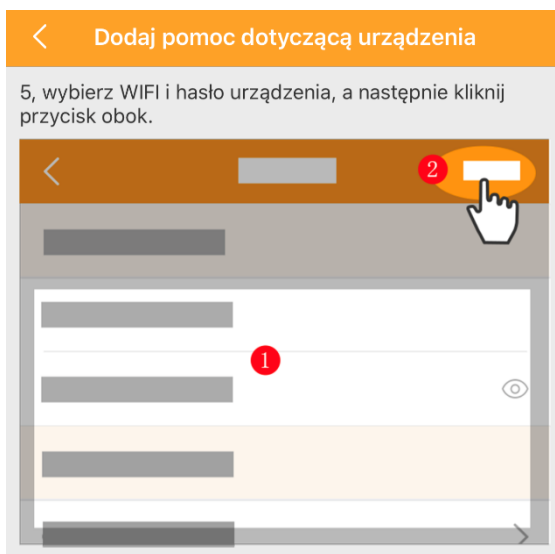 Dodaj pomoc dotyczącą urządzenia
5, wybierz WIFI i hasło urządzenia, a następnie kliknij
przycisk obok.
2
1